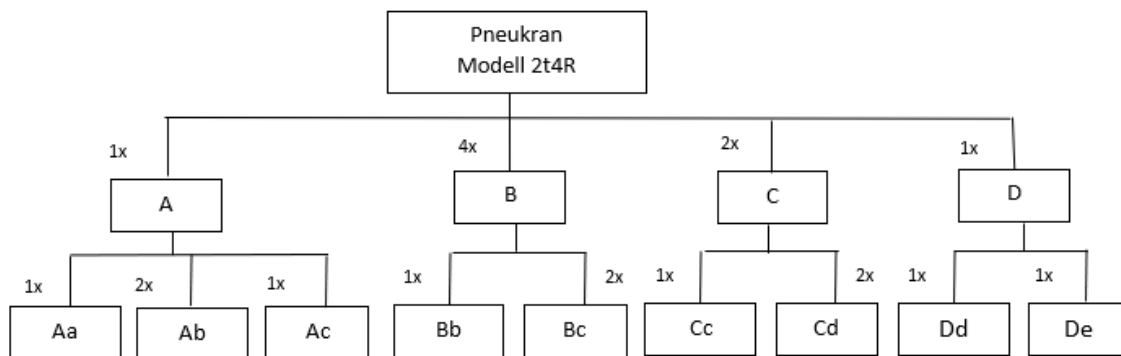 Pneukran
Modell 2t4R
1x
4x
2x
1x
A
B
C
D
1x
2x
1x
1x
2x
1x
2x
1x
1x
Aa
Ab
Ac
Bb
Bc
Cc
Cd
Dd
De